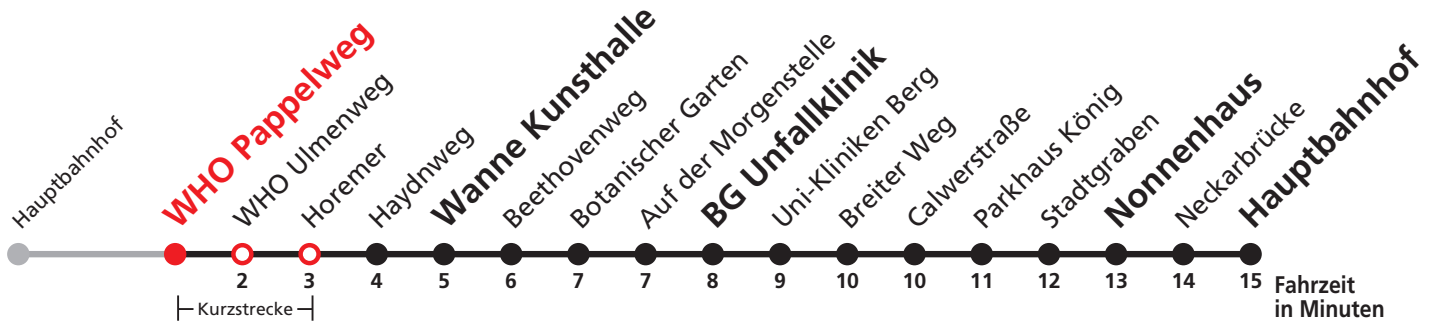 Hauptbahnhof
WHO Pappelweg
WHO Ulmenweg
Horemer
Haydnweg
Wanne Kunsthalle
Beethovenweg
Botanischer Garten
Auf der Morgenstelle
BG Unfallklinik
Uni-Kliniken Berg
Breiter Weg
Calwerstraße
Parkhaus König
Stadtgraben
Nonnenhaus
Neckarbrücke
Hauptbahnhof
2 3 4 5 6 7 7 8 9 10 10 11 12 13 14 15 Fahrzeit
in Minuten
Kurzstrecke